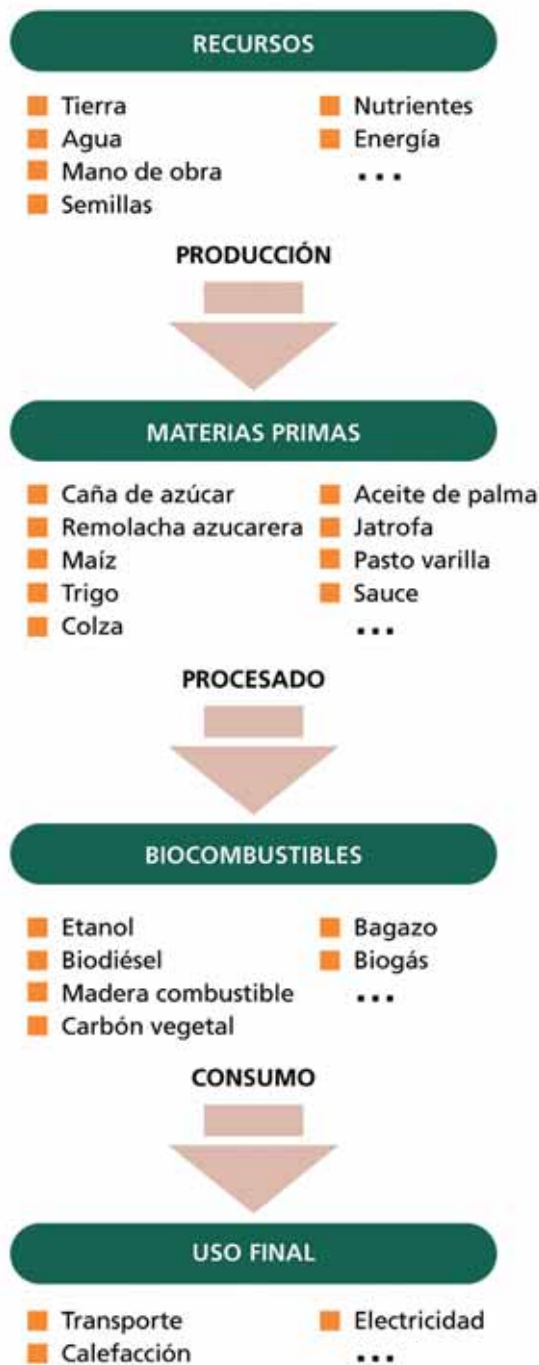 RECURSOS
Tierra
Agua
Mano de obra
Semillas
Nutrientes
Energía
...
PRODUCCIÓN
MATERIAS PRIMAS
Caña de azúcar
Remolacha azucarera
Maíz
Trigo
Colza
Aceite de palma
Jatrofa
Pasto varilla
Sauce
...
PROCESADO
BIOCOMBUSTIBLES
Etanol
Biodiésel
Madera combustible
Carbón vegetal
Bagazo
Biogás
...
CONSUMO
USO FINAL
Transporte
Calefacción
Electricidad
...